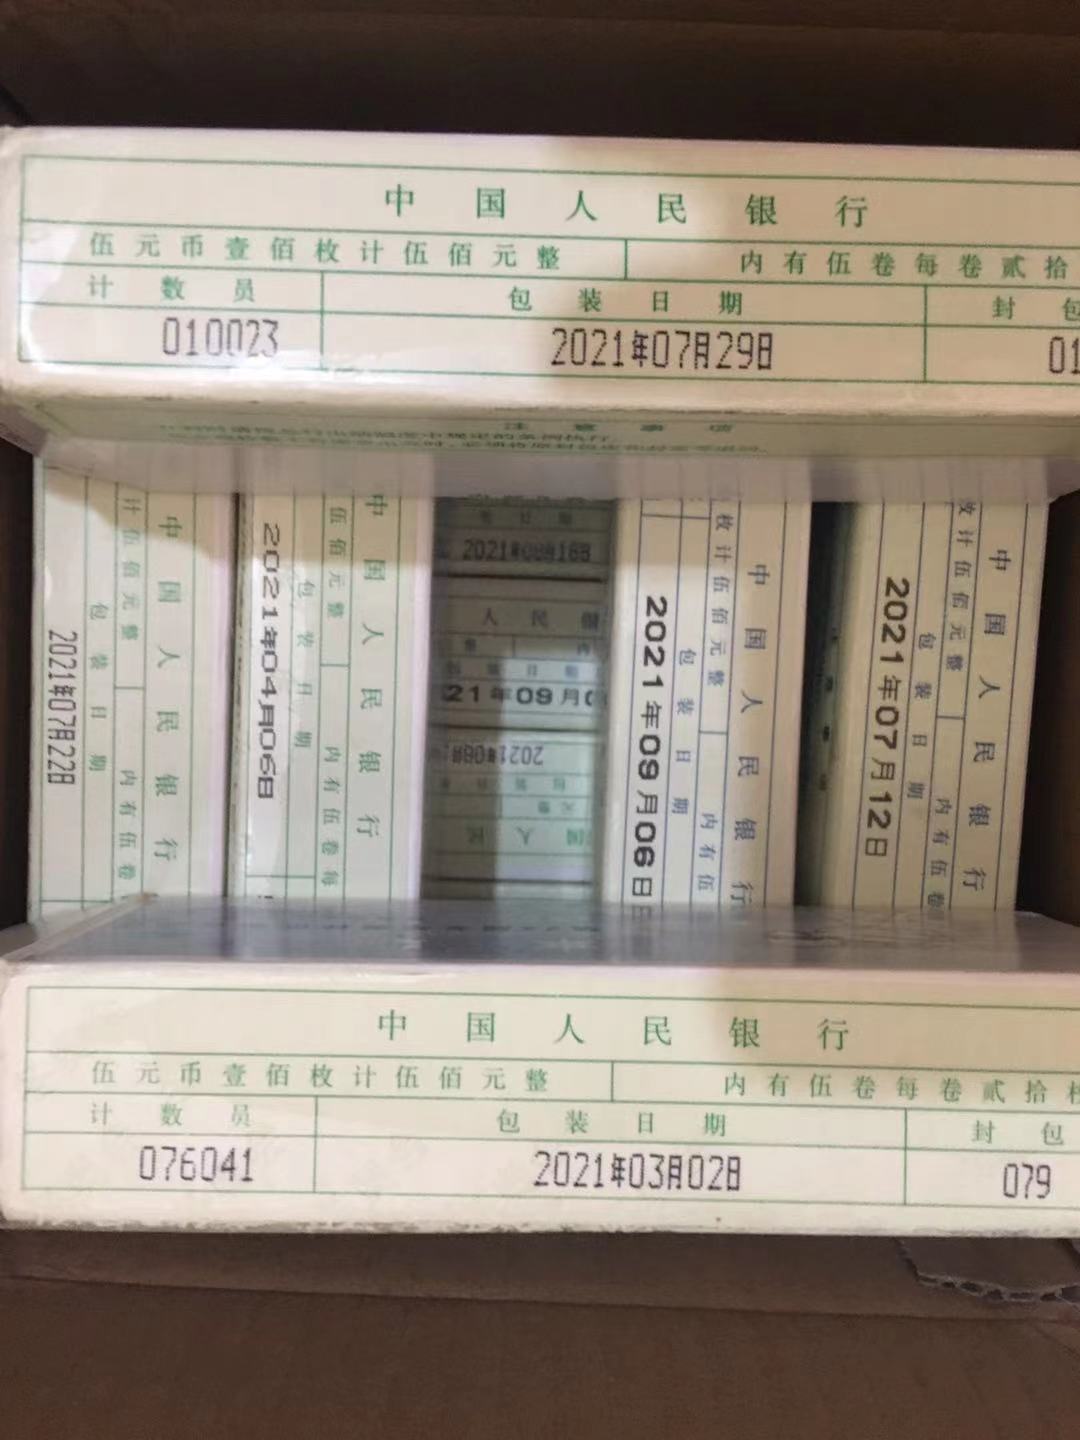 中国人民银行
伍元币壹佰枚计伍佰元整 内有伍卷每卷贰拾
计数员 包装日期 封包
010023 2021年07月29日 01
注意事项
中国人民银行
计伍佰元整 内有伍卷
包装日期
2021年07月22日
中国人民银行
伍佰元整 内有伍卷每
包装日期
2021年04月06日
2021年08月16日
人民银
21年09月0
中国人民银行
枚计伍佰元整 内有伍
包装日期
2021年09月06日
中国人民银行
枚计伍佰元整 内有伍卷
包装日期
2021年07月12日
中国人民银行
伍元币壹佰枚计伍佰元整 内有伍卷每卷贰拾枚
计数员 包装日期 封包
076041 2021年03月02日 079